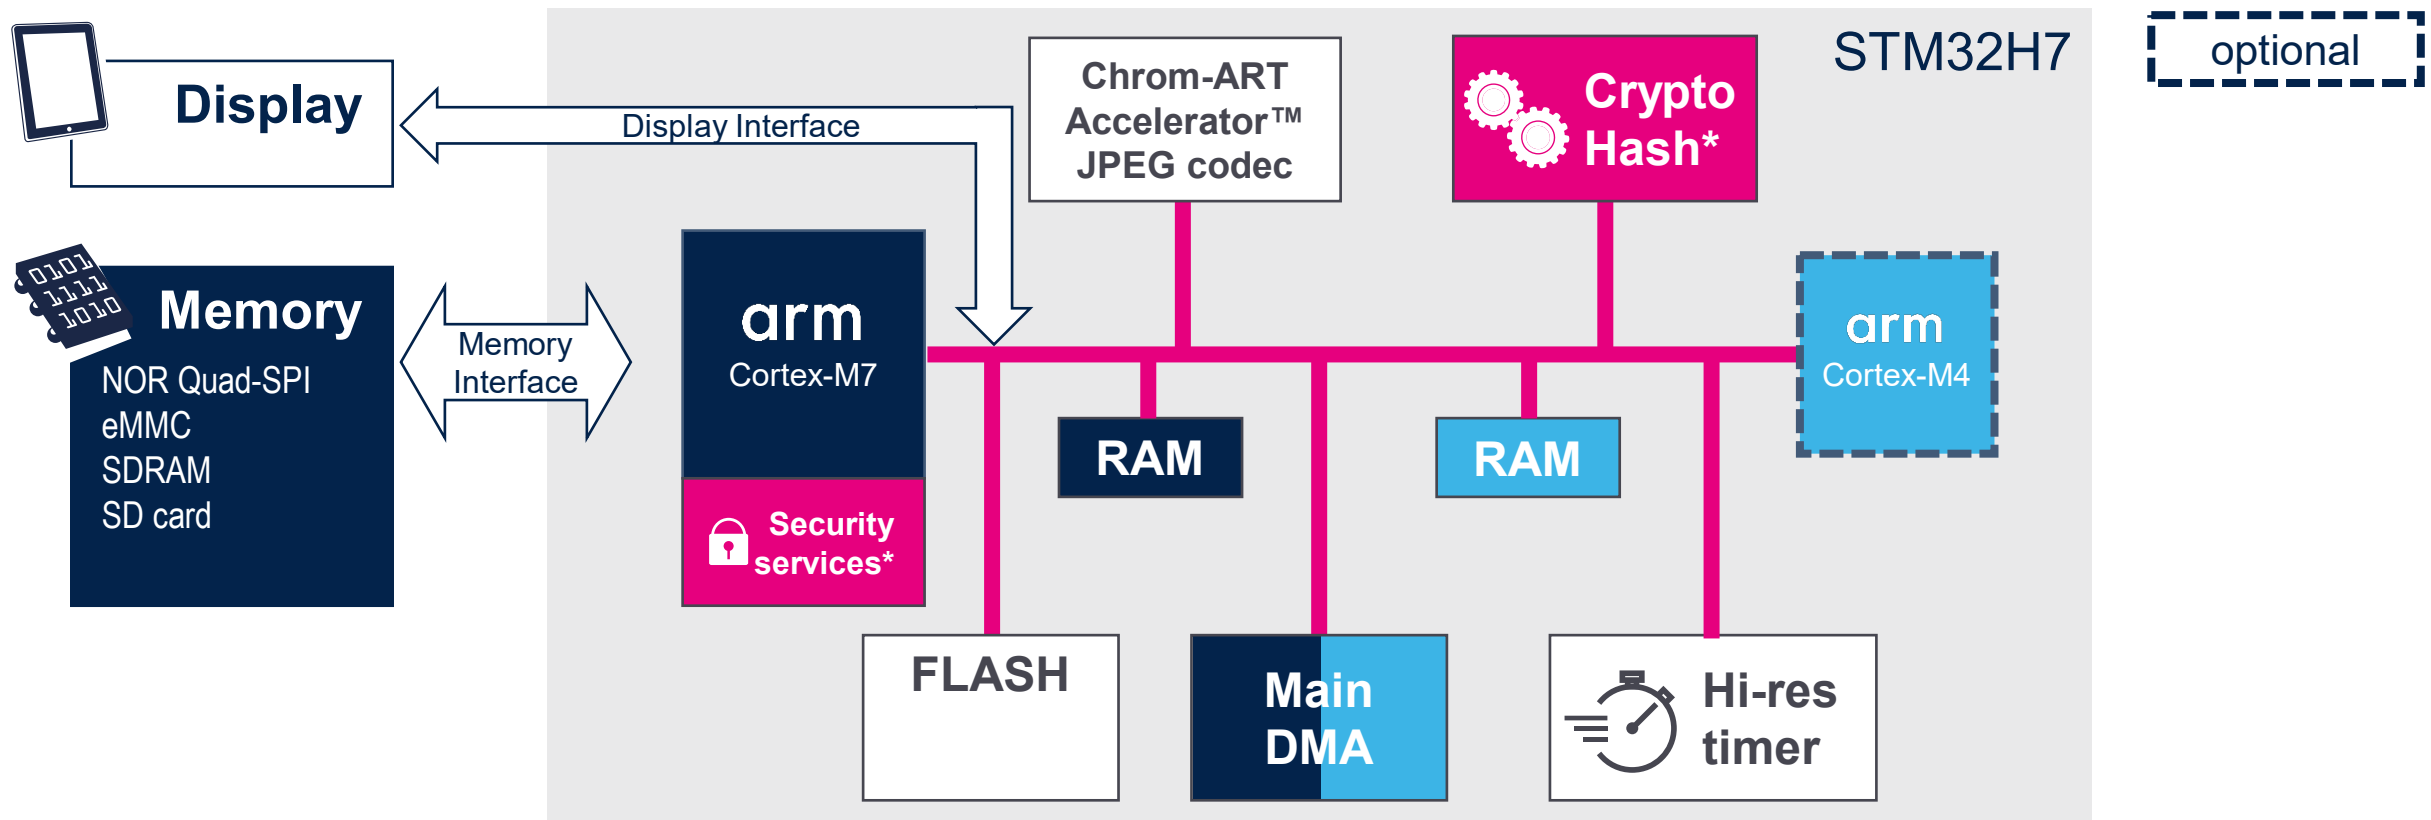 STM32H7
optional
Display
Display Interface
Chrom-ART
Accelerator™
JPEG codec
Crypto
Hash*
0101
1111
1010
Memory
NOR Quad-SPI
eMMC
SDRAM
SD card
Memory
Interface
arm
Cortex-M7
Security
services*
arm
Cortex-M4
RAM
RAM
FLASH
Main
DMA
Hi-res
timer